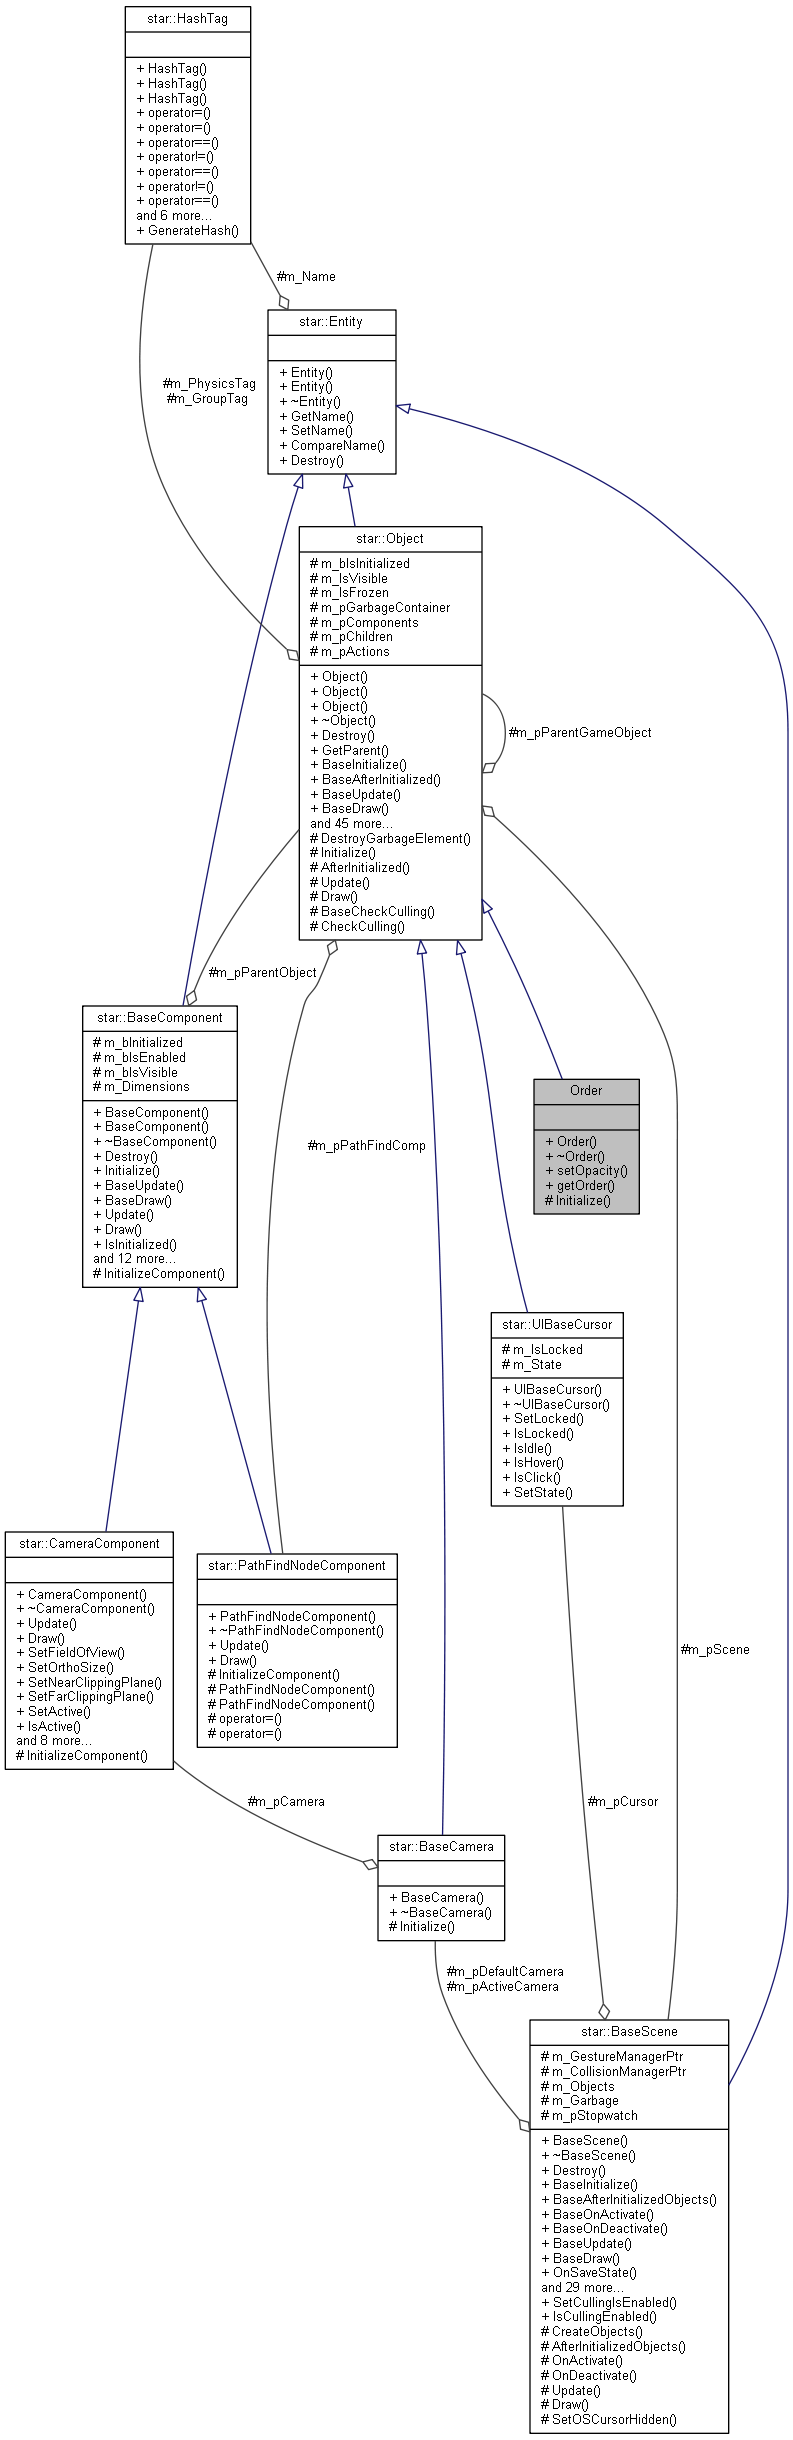 star::HashTag
+ HashTag()
+ HashTag()
+ HashTag()
+ operator=()
+ operator=()
+ operator==()
+ operator!=()
+ operator==()
+ operator!=()
+ operator==()
and 6 more...
+ GenerateHash()
#m_Name
star::Entity
+ Entity()
+ Entity()
+ ~Entity()
+ GetName()
+ SetName()
+ CompareName()
+ Destroy()
#m_PhysicsTag
#m_GroupTag
star::Object
# m_bIsInitialized
# m_IsVisible
# m_IsFrozen
# m_pGarbageContainer
# m_pComponents
# m_pChildren
# m_pActions
+ Object()
+ Object()
+ Object()
+ ~Object()
+ Destroy()
+ GetParent()
+ BaseInitialize()
+ BaseAfterInitialized()
+ BaseUpdate()
+ BaseDraw()
and 45 more...
# DestroyGarbageElement()
# Initialize()
# AfterInitialized()
# Update()
# Draw()
# BaseCheckCulling()
# CheckCulling()
#m_pParentGameObject
#m_pParentObject
star::BaseComponent
# m_bInitialized
# m_bIsEnabled
# m_bIsVisible
# m_Dimensions
+ BaseComponent()
+ BaseComponent()
+ ~BaseComponent()
+ Destroy()
+ Initialize()
+ BaseUpdate()
+ BaseDraw()
+ Update()
+ Draw()
+ IsInitialized()
and 12 more...
# InitializeComponent()
#m_pPathFindComp
Order
+ Order()
+ ~Order()
+ setOpacity()
+ getOrder()
# Initialize()
star::UIBaseCursor
# m_IsLocked
# m_State
+ UIBaseCursor()
+ ~UIBaseCursor()
+ SetLocked()
+ IsLocked()
+ IsIdle()
+ IsHover()
+ IsClick()
+ SetState()
star::CameraComponent
+ CameraComponent()
+ ~CameraComponent()
+ Update()
+ Draw()
+ SetFieldOfView()
+ SetOrthoSize()
+ SetNearClippingPlane()
+ SetFarClippingPlane()
+ SetActive()
+ IsActive()
and 8 more...
# InitializeComponent()
star::PathFindNodeComponent
+ PathFindNodeComponent()
+ ~PathFindNodeComponent()
+ Update()
+ Draw()
# InitializeComponent()
# PathFindNodeComponent()
# PathFindNodeComponent()
# operator=()
# operator=()
#m_pScene
#m_pCamera
#m_pCursor
star::BaseCamera
+ BaseCamera()
+ ~BaseCamera()
# Initialize()
#m_pDefaultCamera
#m_pActiveCamera
star::BaseScene
# m_GestureManagerPtr
# m_CollisionManagerPtr
# m_Objects
# m_Garbage
# m_pStopwatch
+ BaseScene()
+ ~BaseScene()
+ Destroy()
+ BaseInitialize()
+ BaseAfterInitializedObjects()
+ BaseOnActivate()
+ BaseOnDeactivate()
+ BaseUpdate()
+ BaseDraw()
+ OnSaveState()
and 29 more...
+ SetCullingIsEnabled()
+ IsCullingEnabled()
# CreateObjects()
# AfterInitializedObjects()
# OnActivate()
# OnDeactivate()
# Update()
# Draw()
# SetOSCursorHidden()